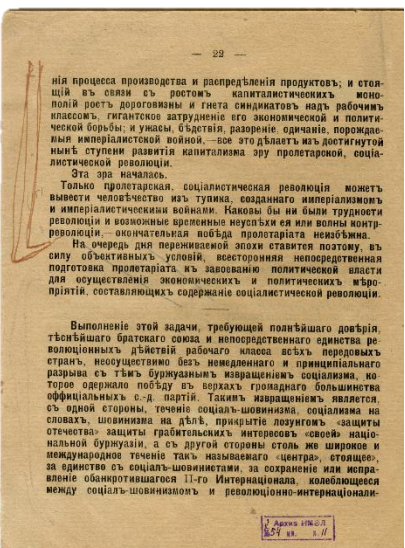 — 22 —
нія процесса производства и распредѣленія продуктовъ; и стоя-
щій въ связи съ ростомъ капиталистическихъ моно-
полій ростъ дороговизны и гнета синдикатовъ надъ рабочимъ
классомъ, гигантское затрудненіе его экономической и полити-
ческой борьбы; и ужасы, бѣдствія, разореніе, одичаніе, порождае-
мыя имперіалистской войной,—все это дѣлаетъ изъ достигнутой
нынѣ ступени развитія капитализма эру пролетарской, соціа-
листической революціи.
Эта эра началась.
Только пролетарская, соціалистическая революція можетъ
вывести человѣчество изъ тупика, созданнаго имперіализмомъ
и имперіалистическими войнами. Каковы бы ни были трудности
революціи и возможные временные неуспѣхи ея или волны контр-
революціи,—окончательная побѣда пролетаріата неизбѣжна.
На очередь дня переживаемой эпохи ставится поэтому, въ
силу объективныхъ условій, всесторонняя непосредственная
подготовка пролетаріата къ завоеванію политической власти
для осуществленія экономическихъ и политическихъ мѣро-
пріятій, составляющихъ содержаніе соціалистической революціи.
Выполненіе этой задачи, требующей полнѣйшаго довѣрія,
тѣснѣйшаго братскаго союза и непосредственнаго единства ре-
волюціонныхъ дѣйствій рабочаго класса всѣхъ передовыхъ
странъ, неосуществимо безъ немедленнаго и принципіальнаго
разрыва съ тѣмъ буржуазнымъ извращеніемъ соціализма, ко-
торое одержало побѣду въ верхахъ громаднаго большинства
оффиціальныхъ с.-д. партій. Такимъ извращеніемъ является,
съ одной стороны, теченіе соціалъ-шовинизма, соціализма на
словахъ, шовинизма на дѣлѣ, прикрытіе лозунгомъ «защиты
отечества» защиты грабительскихъ интересовъ «своей» націо-
нальной буржуазіи, а съ другой стороны столь же широкое и
международное теченіе такъ называемаго «центра», стоящее,
за единство съ соціалъ-шовинистами, за сохраненіе или испра-
вленіе обанкротившагося II-го Интернаціонала, колеблющееся
между соціалъ-шовинизмомъ и революціонно-интернаціонали-
Архив ИМЭЛ